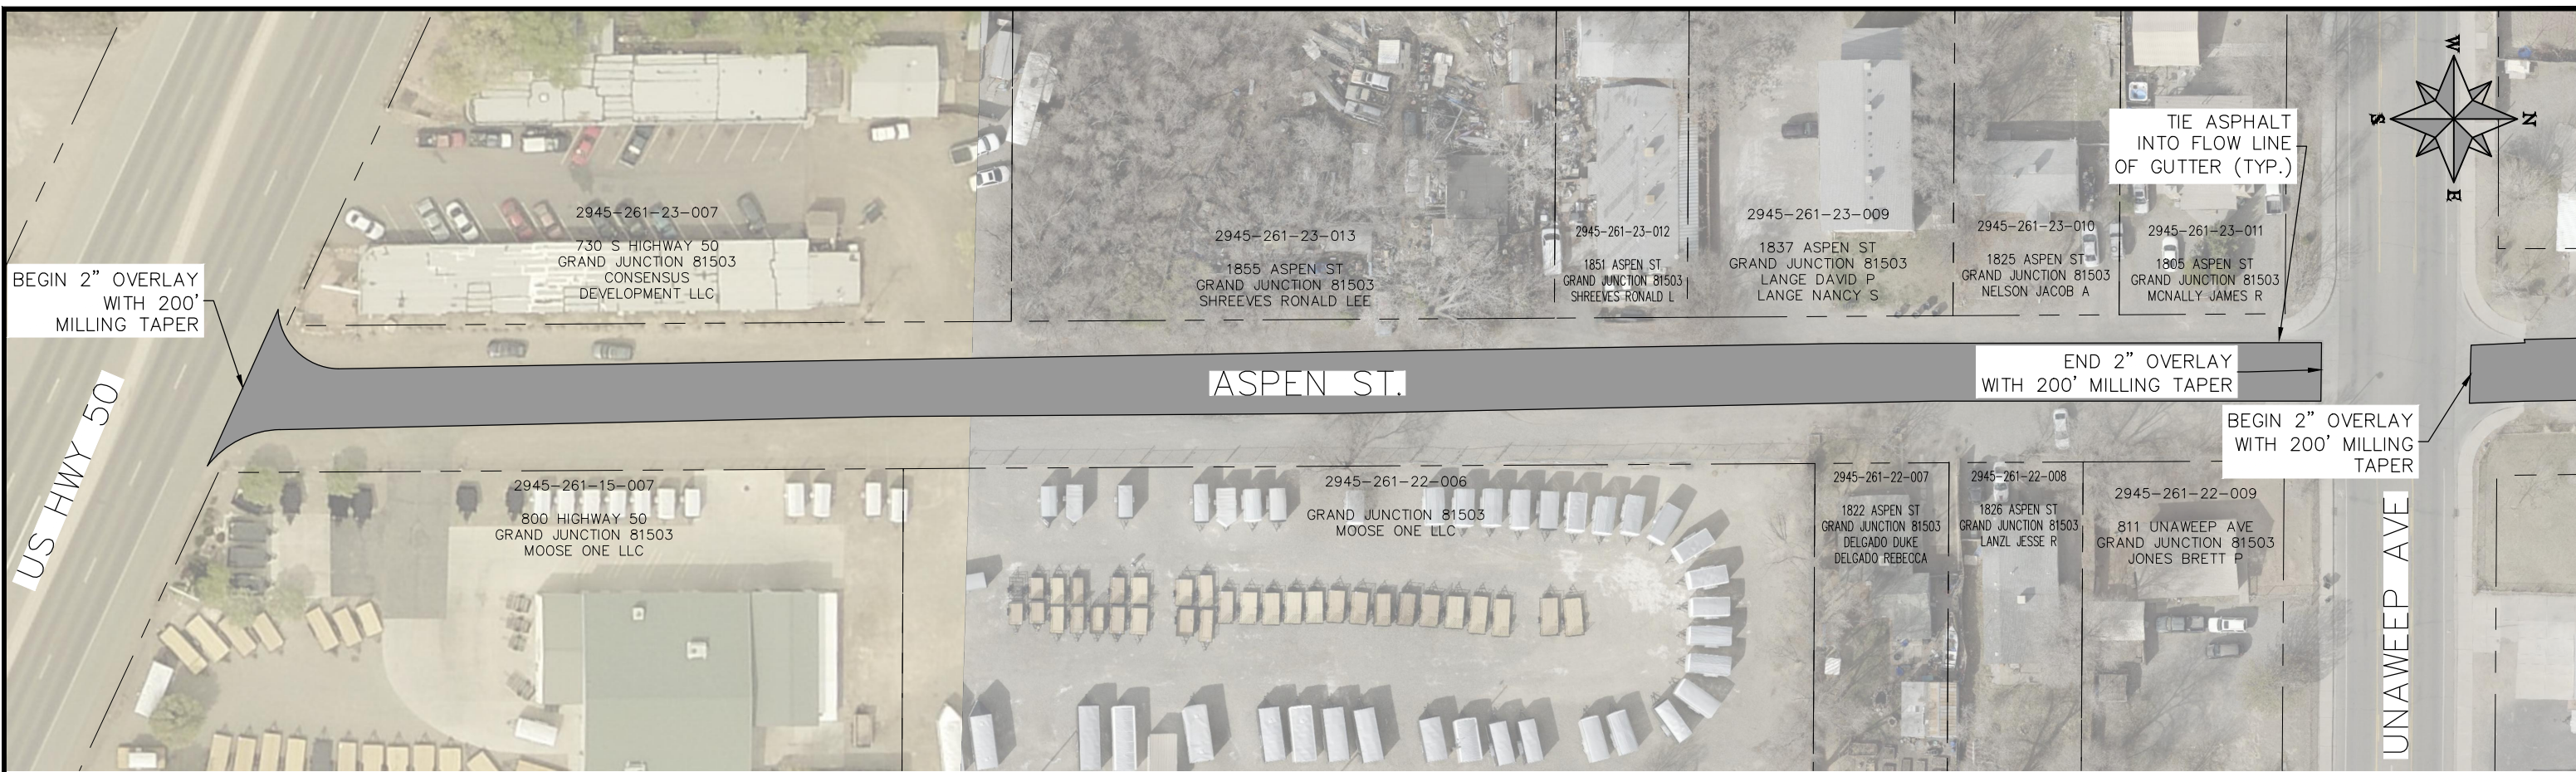 W
S
N
E
TIE ASPHALT
INTO FLOW LINE
OF GUTTER (TYP.)
2945-261-23-007
730 S HIGHWAY 50
GRAND JUNCTION 81503
CONSENSUS
DEVELOPMENT LLC
2945-261-23-013
1855 ASPEN ST
GRAND JUNCTION 81503
SHREEVES RONALD LEE
2945-261-23-012
1851 ASPEN ST
GRAND JUNCTION 81503
SHREEVES RONALD L
2945-261-23-009
1837 ASPEN ST
GRAND JUNCTION 81503
LANGE DAVID P
LANGE NANCY S
2945-261-23-010
1825 ASPEN ST
GRAND JUNCTION 81503
NELSON JACOB A
2945-261-23-011
1805 ASPEN ST
GRAND JUNCTION 81503
MCNALLY JAMES R
BEGIN 2" OVERLAY
WITH 200'
MILLING TAPER
US HWY 50
ASPEN ST.
END 2" OVERLAY
WITH 200' MILLING TAPER
BEGIN 2" OVERLAY
WITH 200' MILLING
TAPER
2945-261-15-007
800 HIGHWAY 50
GRAND JUNCTION 81503
MOOSE ONE LLC
2945-261-22-006
GRAND JUNCTION 81503
MOOSE ONE LLC
2945-261-22-007
1822 ASPEN ST
GRAND JUNCTION 81503
DELGADO DUKE
DELGADO REBECCA
2945-261-22-008
1826 ASPEN ST
GRAND JUNCTION 81503
LANZL JESSE R
2945-261-22-009
811 UNAWEEP AVE
GRAND JUNCTION 81503
JONES BRETT P
UNAWEEP AVE